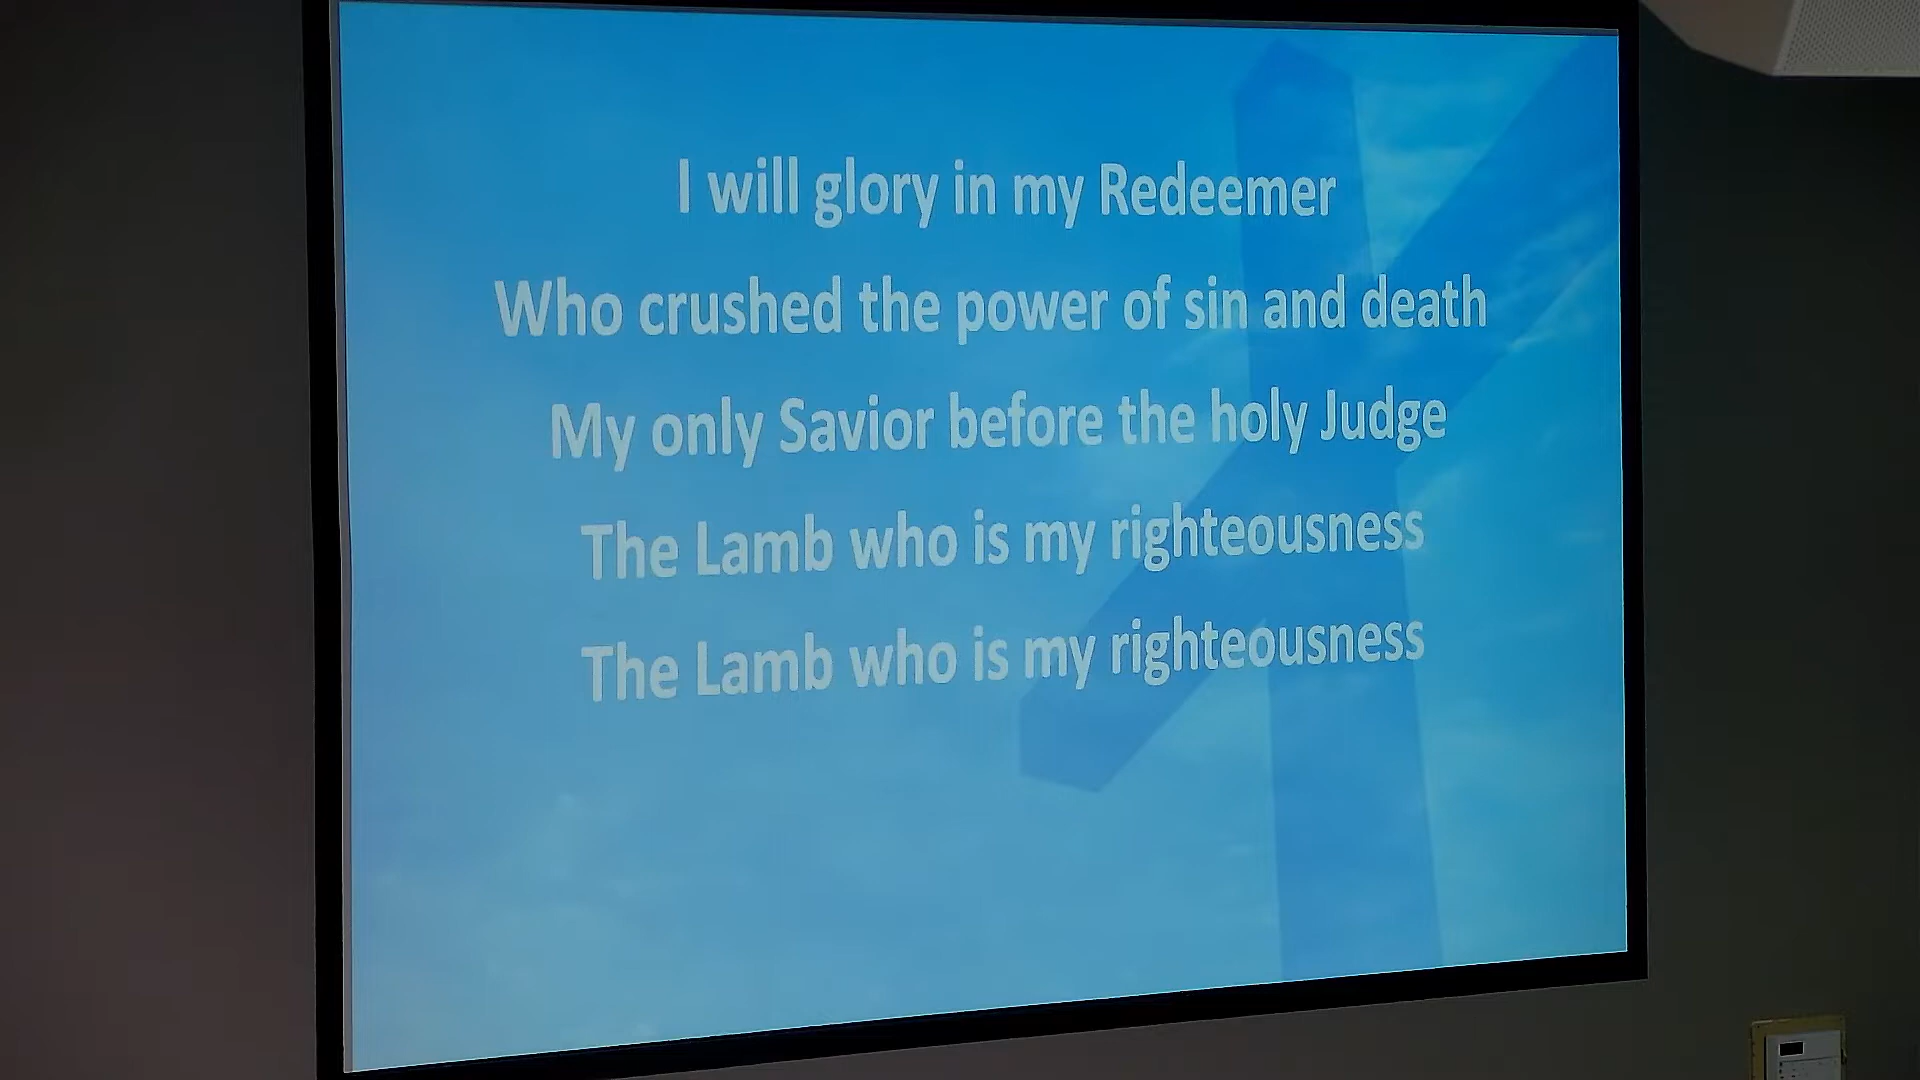 I will glory in my Redeemer
Who crushed the power of sin and death
My only Savior before the holy Judge
The Lamb who is my righteousness
The Lamb who is my righteousness